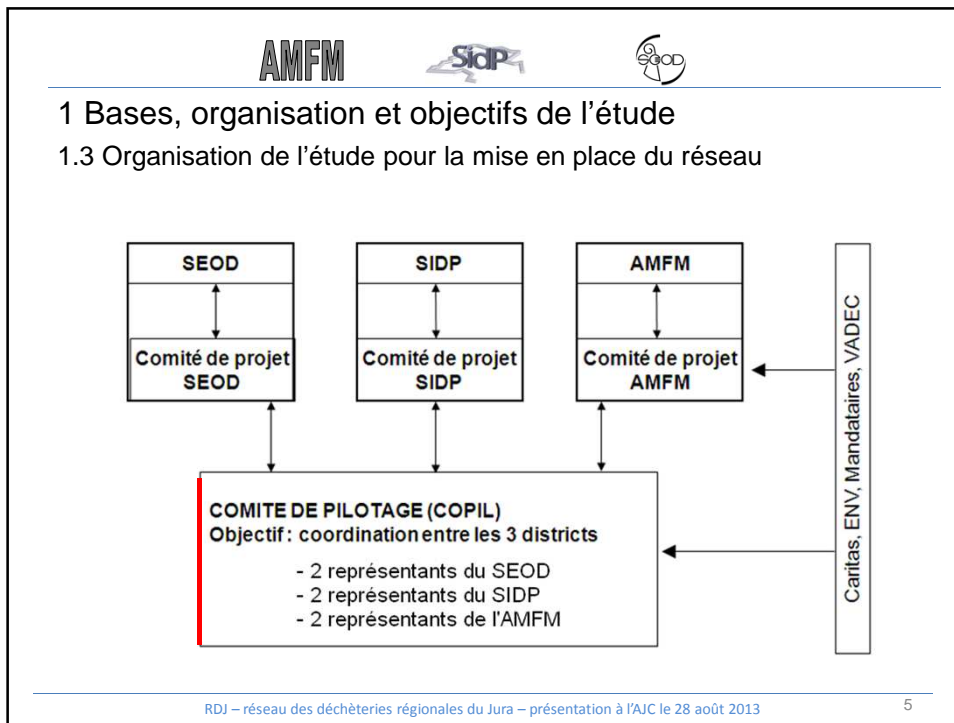 AMFM
SidP
SEOD
1 Bases, organisation et objectifs de l'étude
1.3 Organisation de l'étude pour la mise en place du réseau
SEOD
Comité de projet
SEOD
SIDP
Comité de projet
SIDP
AMFM
Comité de projet
AMFM
Caritas, ENV, Mandataires, VADEC
COMITE DE PILOTAGE (COPIL)
Objectif : coordination entre les 3 districts
- 2 représentants du SEOD
- 2 représentants du SIDP
- 2 représentants de l'AMFM
RDJ – réseau des déchèteries régionales du Jura – présentation à l'AJC le 28 août 2013
5